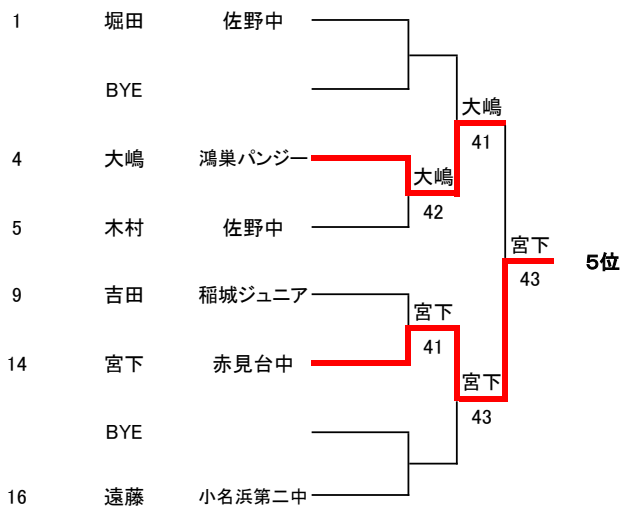 1 堀田 佐野中
BYE
大嶋
41
4 大嶋 鴻巣パンジー
大嶋
42
5 木村 佐野中
宮下
43
5位
9 吉田 稲城ジュニア
宮下
41
14 宮下 赤見台中
宮下
43
BYE
16 遠藤 小名浜第二中